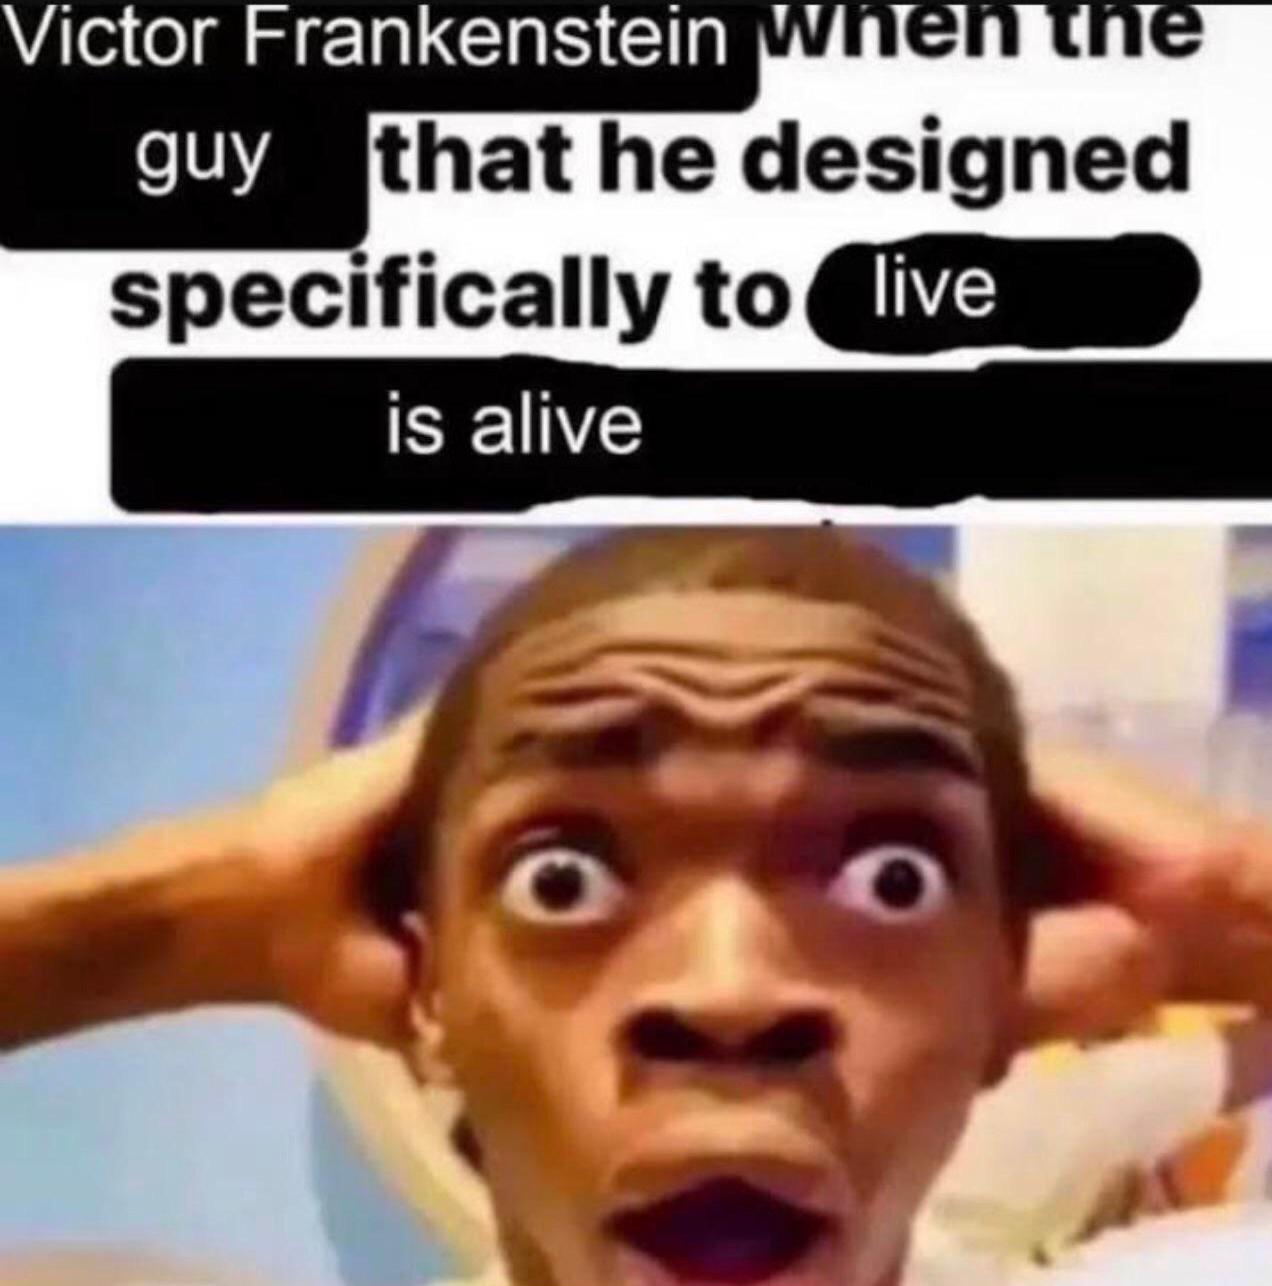 Victor Frankenstein when the
guy that he designed
specifically to live
is alive